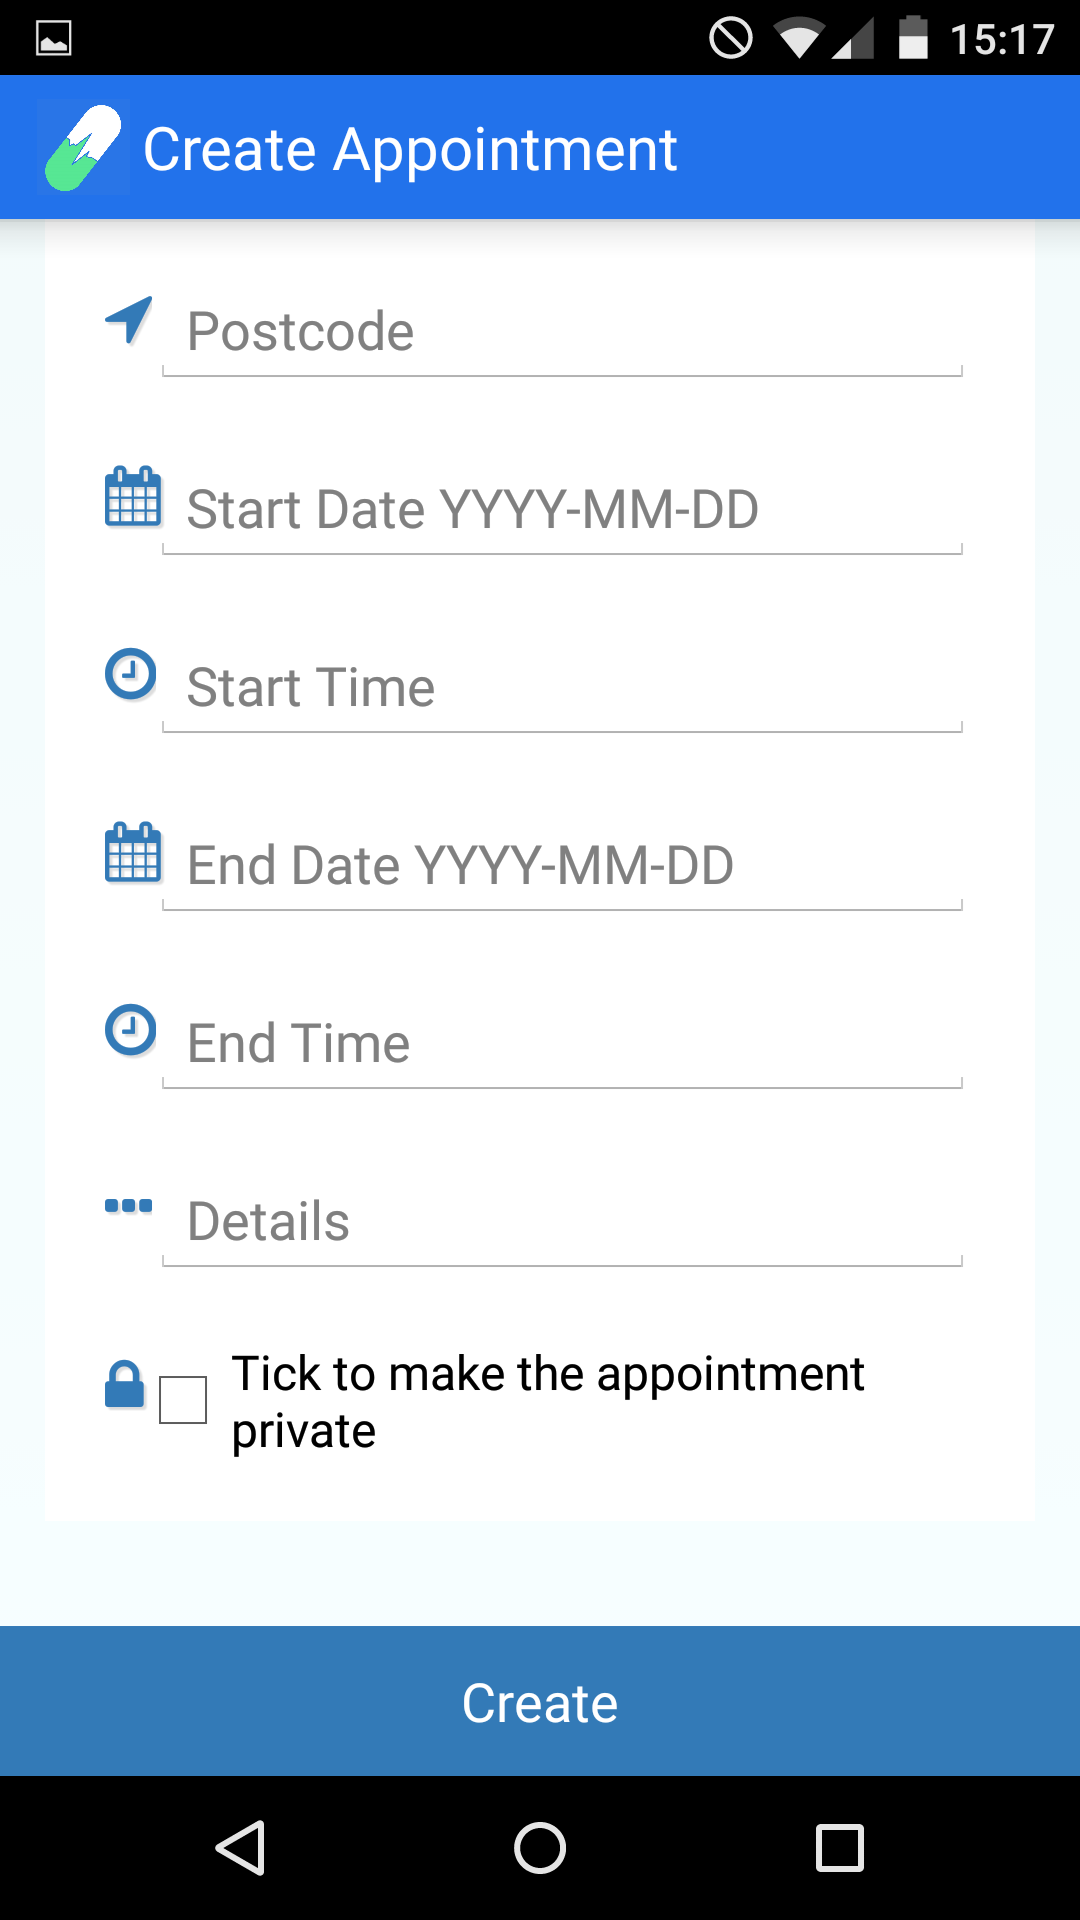 15:17
Create Appointment
Postcode
Start Date YYYY-MM-DD
Start Time
End Date YYYY-MM-DD
End Time
Details
Tick to make the appointment
private
Create